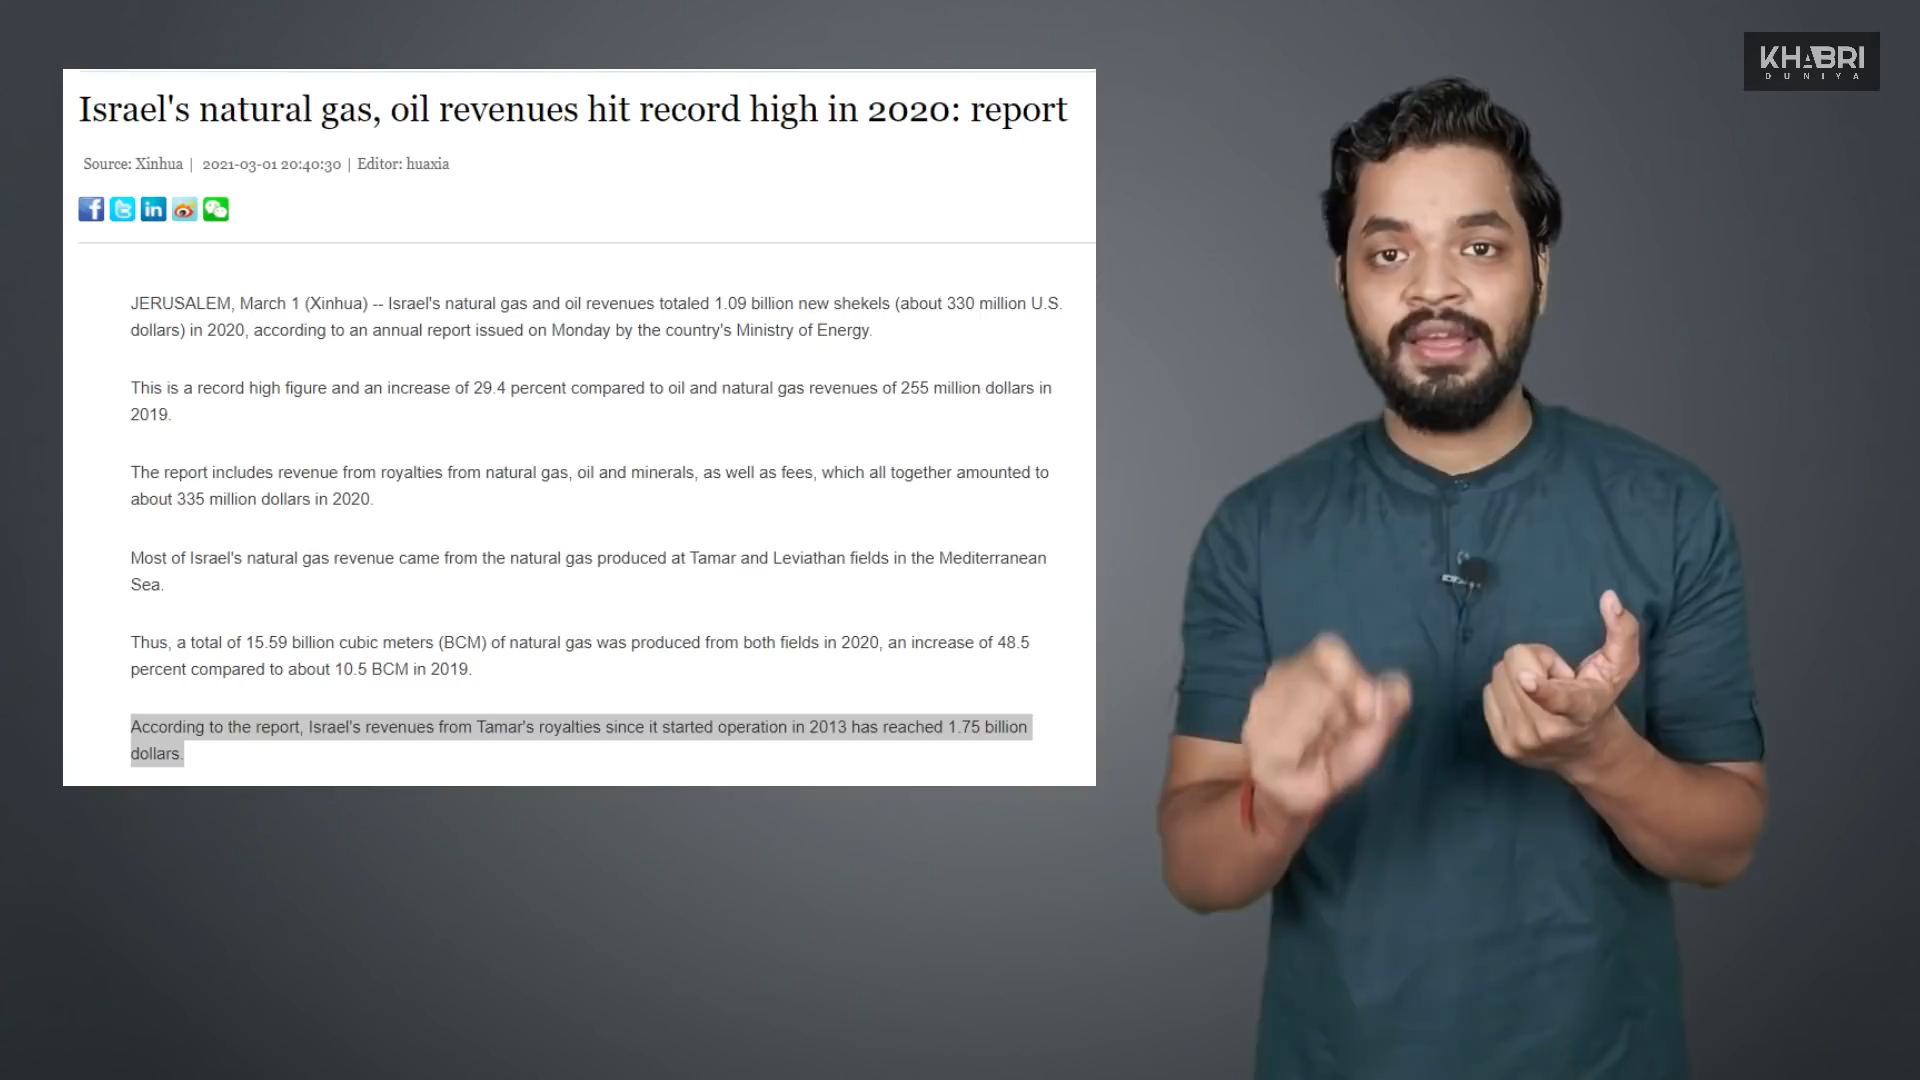 KHABRI
DUNIYA
Israel's natural gas, oil revenues hit record high in 2020: report
Source: Xinhua | 2021-03-01 20:40:30 | Editor: huaxia
JERUSALEM, March 1 (Xinhua) -- Israel's natural gas and oil revenues totaled 1.09 billion new shekels (about 330 million U.S.
dollars) in 2020, according to an annual report issued on Monday by the country's Ministry of Energy.
This is a record high figure and an increase of 29.4 percent compared to oil and natural gas revenues of 255 million dollars in
2019.
The report includes revenue from royalties from natural gas, oil and minerals, as well as fees, which all together amounted to
about 335 million dollars in 2020.
Most of Israel's natural gas revenue came from the natural gas produced at Tamar and Leviathan fields in the Mediterranean
Sea.
Thus, a total of 15.59 billion cubic meters (BCM) of natural gas was produced from both fields in 2020, an increase of 48.5
percent compared to about 10.5 BCM in 2019.
According to the report, Israel's revenues from Tamar's royalties since it started operation in 2013 has reached 1.75 billion
dollars.